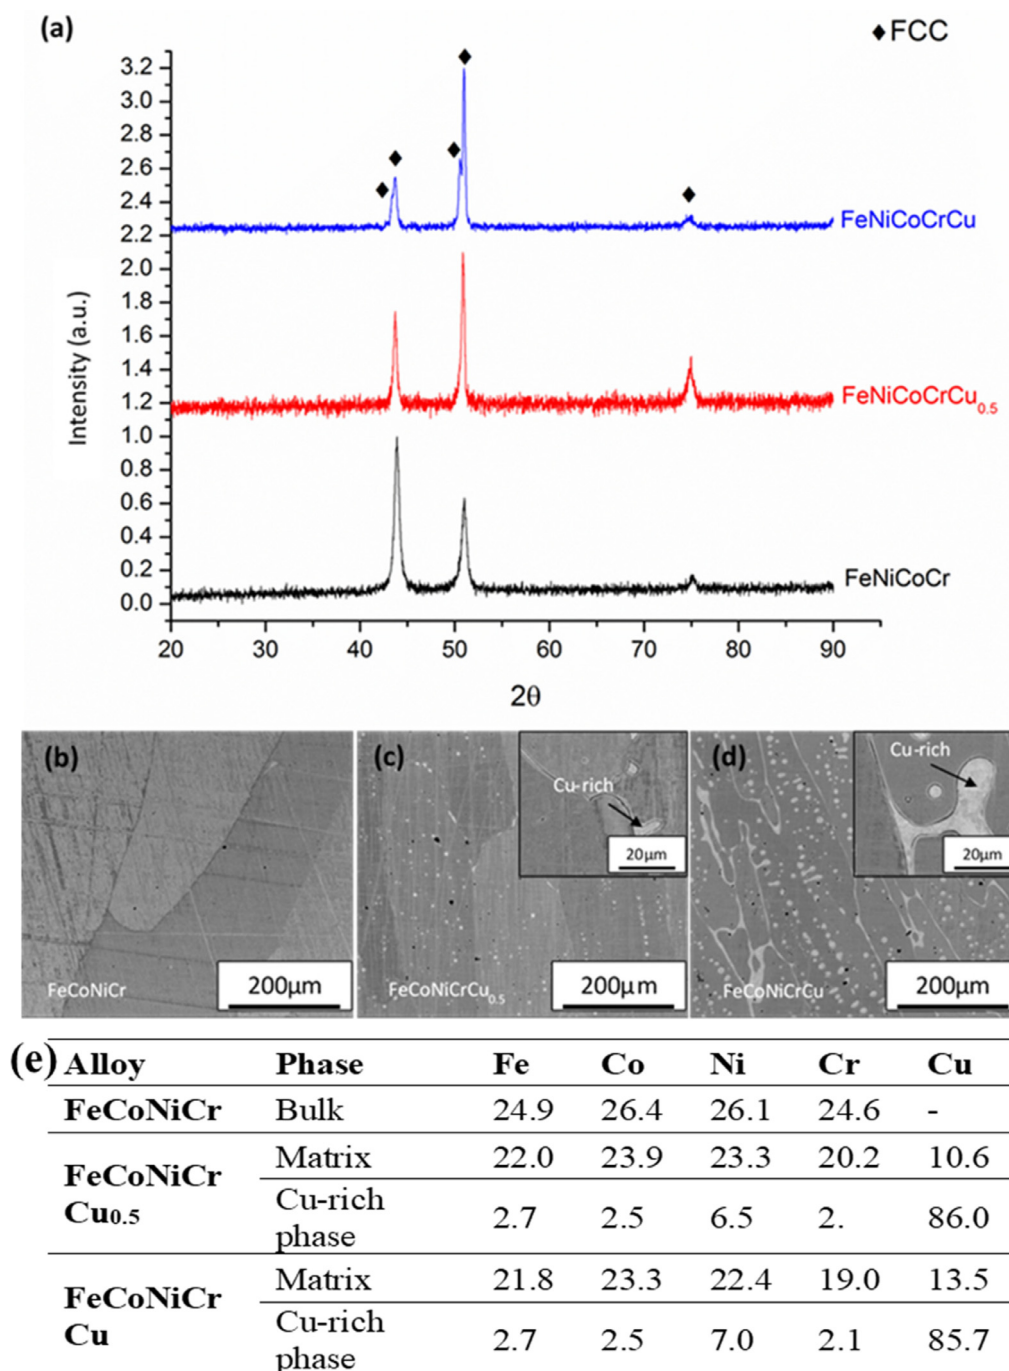 (a)
◆ FCC
3.2
3.0
2.8
2.6
2.4
2.2
2.0
1.8
1.6
1.4
1.2
1.0
0.8
0.6
0.4
0.2
0.0
Intensity (a.u.)
FeNiCoCrCu
FeNiCoCrCu0.5
FeNiCoCr
20 30 40 50 60 70 80 90
2θ
(b)
FeCoNiCr
200μm
(c)
Cu-rich
20μm
FeCoNiCrCu0.5
200μm
(d)
Cu-rich
20μm
FeCoNiCrCu
200μm
(e) Alloy Phase Fe Co Ni Cr Cu
FeCoNiCr Bulk 24.9 26.4 26.1 24.6 -
FeCoNiCr
Cu0.5
Matrix 22.0 23.9 23.3 20.2 10.6
Cu-rich
phase
2.7 2.5 6.5 2. 86.0
FeCoNiCr
Cu
Matrix 21.8 23.3 22.4 19.0 13.5
Cu-rich
phase
2.7 2.5 7.0 2.1 85.7